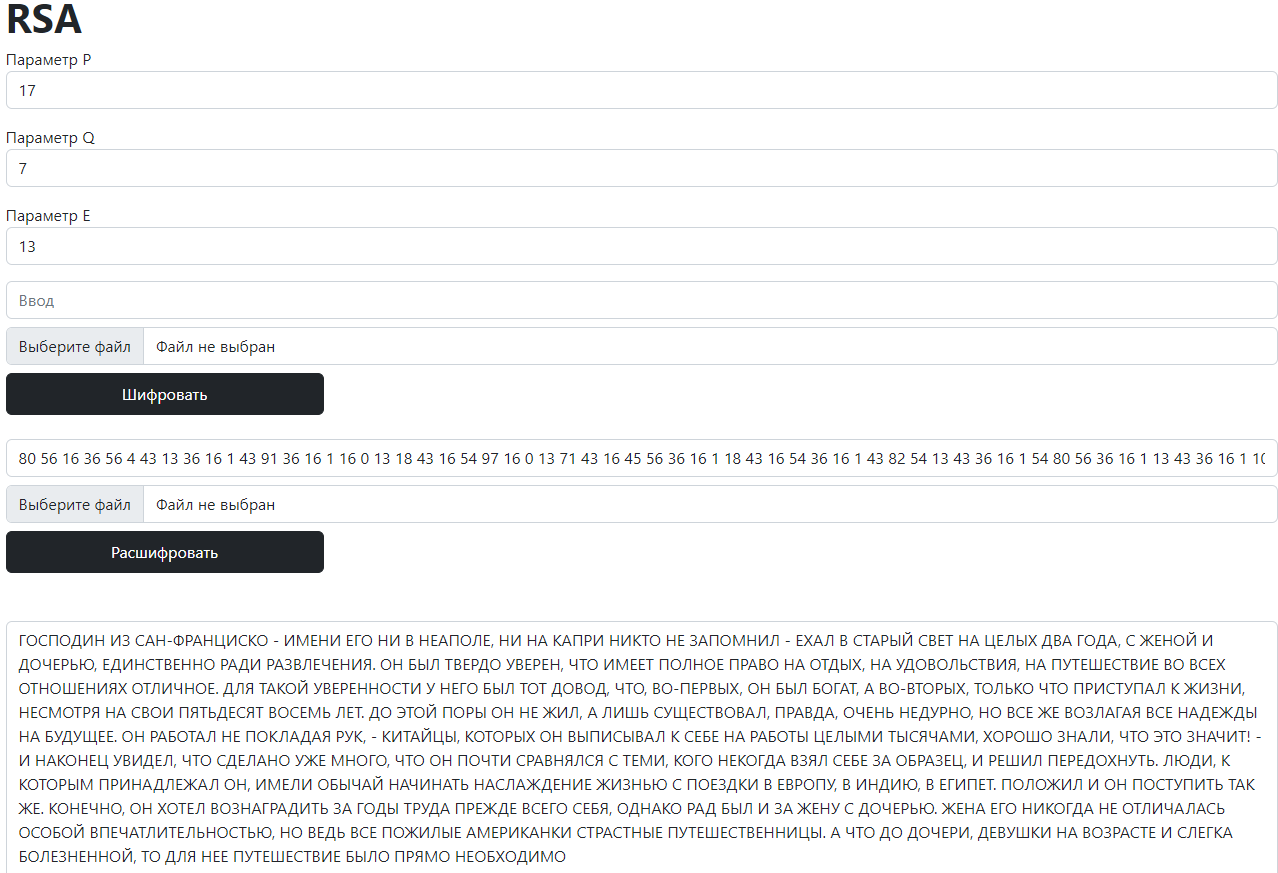 RSA
Параметр P
17
Параметр Q
7
Параметр E
13
Ввод
Выберите файл Файл не выбран
Шифровать
80 56 16 36 56 4 43 13 36 16 1 43 91 36 16 1 16 0 13 18 43 16 54 97 16 0 13 71 43 16 45 56 36 16 1 18 43 16 54 36 16 1 43 82 54 13 43 36 16 1 54 80 56 36 16 1 13 43 36 16 1 10
Выберите файл Файл не выбран
Расшифровать
ГОСПОДИН ИЗ САН-ФРАНЦИСКО - ИМЕНИ ЕГО НИ В НЕАПОЛЕ, НИ НА КАПРИ НИКТО НЕ ЗАПОМНИЛ - ЕХАЛ В СТАРЫЙ СВЕТ НА ЦЕЛЫХ ДВА ГОДА, С ЖЕНОЙ И
ДОЧЕРЬЮ, ЕДИНСТВЕННО РАДИ РАЗВЛЕЧЕНИЯ. ОН БЫЛ ТВЕРДО УВЕРЕН, ЧТО ИМЕЕТ ПОЛНОЕ ПРАВО НА ОТДЫХ, НА УДОВОЛЬСТВИЯ, НА ПУТЕШЕСТВИЕ ВО ВСЕХ
ОТНОШЕНИЯХ ОТЛИЧНОЕ. ДЛЯ ТАКОЙ УВЕРЕННОСТИ У НЕГО БЫЛ ТОТ ДОВОД, ЧТО, ВО-ПЕРВЫХ, ОН БЫЛ БОГАТ, А ВО-ВТОРЫХ, ТОЛЬКО ЧТО ПРИСТУПАЛ К ЖИЗНИ,
НЕСМОТРЯ НА СВОИ ПЯТЬДЕСЯТ ВОСЕМЬ ЛЕТ. ДО ЭТОЙ ПОРЫ ОН НЕ ЖИЛ, А ЛИШЬ СУЩЕСТВОВАЛ, ПРАВДА, ОЧЕНЬ НЕДУРНО, НО ВСЕ ЖЕ ВОЗЛАГАЯ ВСЕ НАДЕЖДЫ
НА БУДУЩЕЕ. ОН РАБОТАЛ НЕ ПОКЛАДАЯ РУК, - КИТАЙЦЫ, КОТОРЫХ ОН ВЫПИСЫВАЛ К СЕБЕ НА РАБОТЫ ЦЕЛЫМИ ТЫСЯЧАМИ, ХОРОШО ЗНАЛИ, ЧТО ЭТО ЗНАЧИТ! -
И НАКОНЕЦ УВИДЕЛ, ЧТО СДЕЛАНО УЖЕ МНОГО, ЧТО ОН ПОЧТИ СРАВНЯЛСЯ С ТЕМИ, КОГО НЕКОГДА ВЗЯЛ СЕБЕ ЗА ОБРАЗЕЦ, И РЕШИЛ ПЕРЕДОХНУТЬ. ЛЮДИ, К
КОТОРЫМ ПРИНАДЛЕЖАЛ ОН, ИМЕЛИ ОБЫЧАЙ НАЧИНАТЬ НАСЛАЖДЕНИЕ ЖИЗНЬЮ С ПОЕЗДКИ В ЕВРОПУ, В ИНДИЮ, В ЕГИПЕТ. ПОЛОЖИЛ И ОН ПОСТУПИТЬ ТАК
ЖЕ. КОНЕЧНО, ОН ХОТЕЛ ВОЗНАГРАДИТЬ ЗА ГОДЫ ТРУДА ПРЕЖДЕ ВСЕГО СЕБЯ, ОДНАКО РАД БЫЛ И ЗА ЖЕНУ С ДОЧЕРЬЮ. ЖЕНА ЕГО НИКОГДА НЕ ОТЛИЧАЛАСЬ
ОСОБОЙ ВПЕЧАТЛИТЕЛЬНОСТЬЮ, НО ВЕДЬ ВСЕ ПОЖИЛЫЕ АМЕРИКАНКИ СТРАСТНЫЕ ПУТЕШЕСТВЕННИЦЫ. А ЧТО ДО ДОЧЕРИ, ДЕВУШКИ НА ВОЗРАСТЕ И СЛЕГКА
БОЛЕЗНЕННОЙ, ТО ДЛЯ НЕЕ ПУТЕШЕСТВИЕ БЫЛО ПРЯМО НЕОБХОДИМО